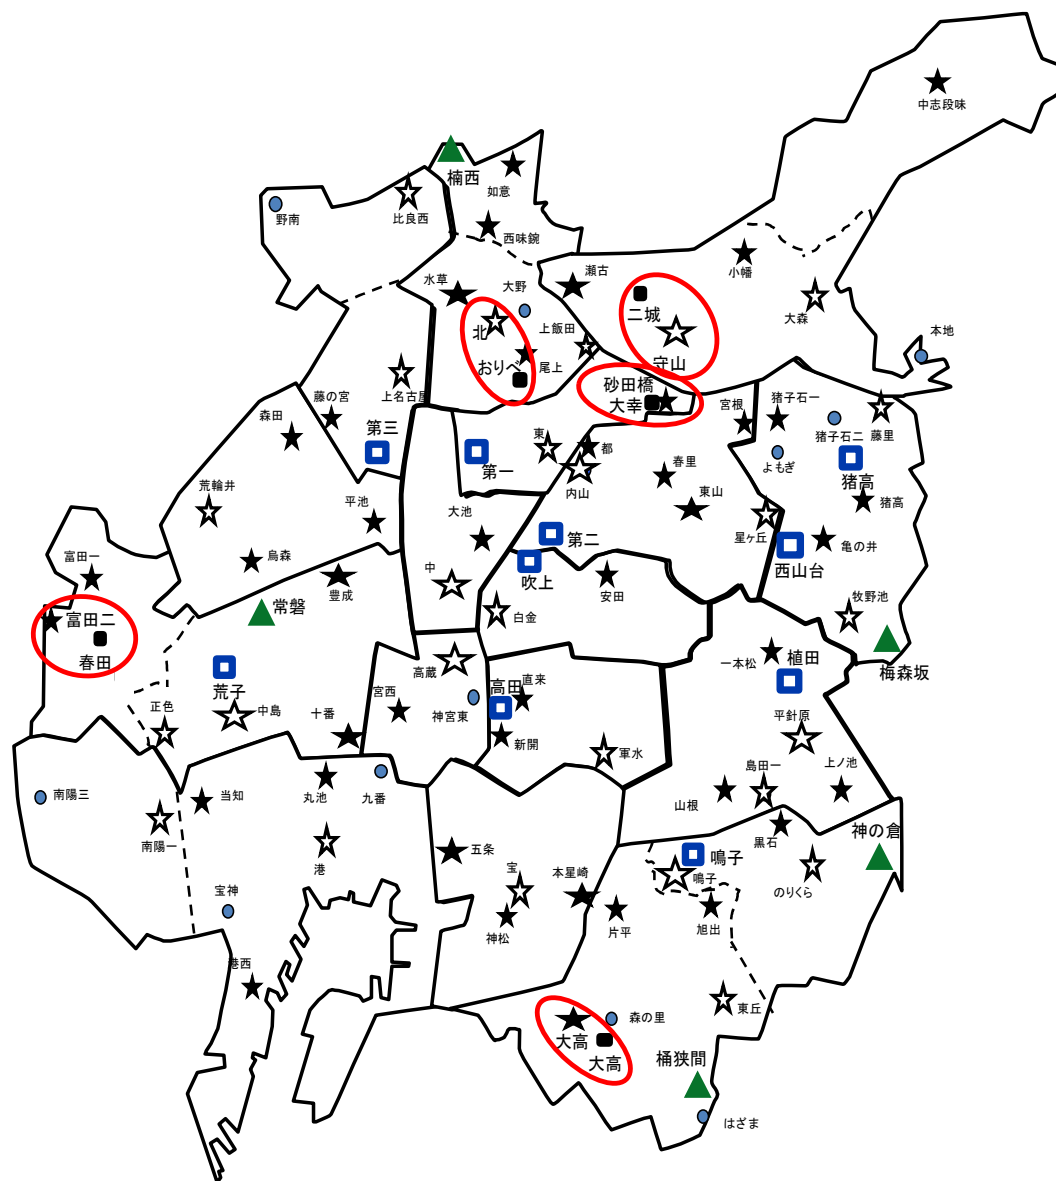 中志段味
楠西
如意
比良西
野南
西味鋺
小幡
瀬古
水草
大野
大森
二城
北
上飯田
本地
守山
おりべ
尾上
砂田橋
大幸
上名古屋
藤の宮
宮根
猪子石一
森田
第三
東
都
猪子石二
藤里
第一
よもぎ
春里
猪高
荒輪井
内山
東山
猪高
平池
大池
星ヶ丘
第二
亀の井
烏森
富田一
中
吹上
西山台
豊成
安田
牧野池
常磐
白金
富田二
春田
一本松
植田
梅森坂
高蔵
荒子
宮西
高田
直来
正色
中島
十番
神宮東
平針原
新開
軍水
島田一
上ノ池
南陽三
当知
丸池
九番
山根
南陽一
黒石
神の倉
港
五条
鳴子
宝
本星崎
鳴子
のりくら
宝神
神松
片平
旭出
港西
東丘
森の里
大高
大高
桶狭間
はざま